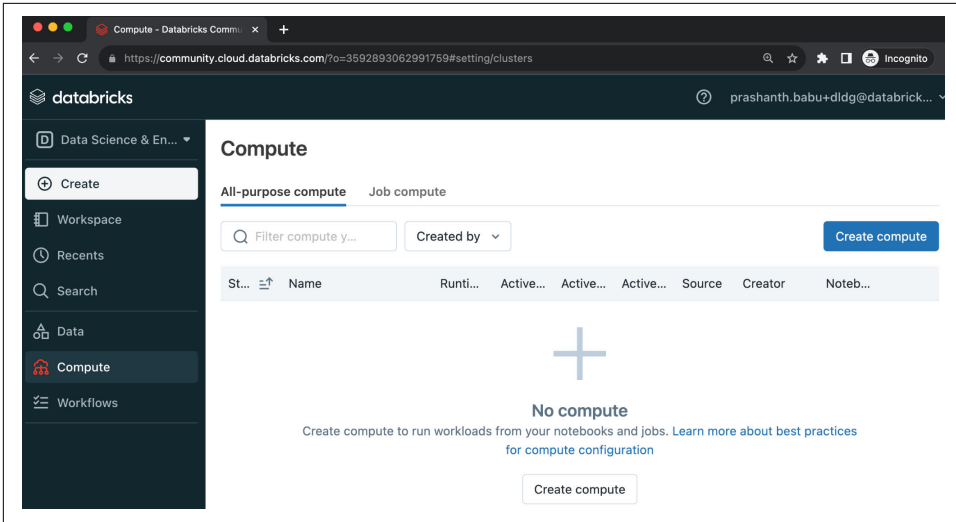 Compute - Databricks Commu
https://community.cloud.databricks.com/?o=3592893062991759#setting/clusters
Incognito
databricks
prashanth.babu+dldg@databrick...
D Data Science & En...
Create
Workspace
Recents
Search
Data
Compute
Workflows
Compute
All-purpose compute Job compute
Filter compute y... Created by Create compute
St... Name Runti... Active... Active... Active... Source Creator Noteb...
No compute
Create compute to run workloads from your notebooks and jobs. Learn more about best practices
for compute configuration
Create compute